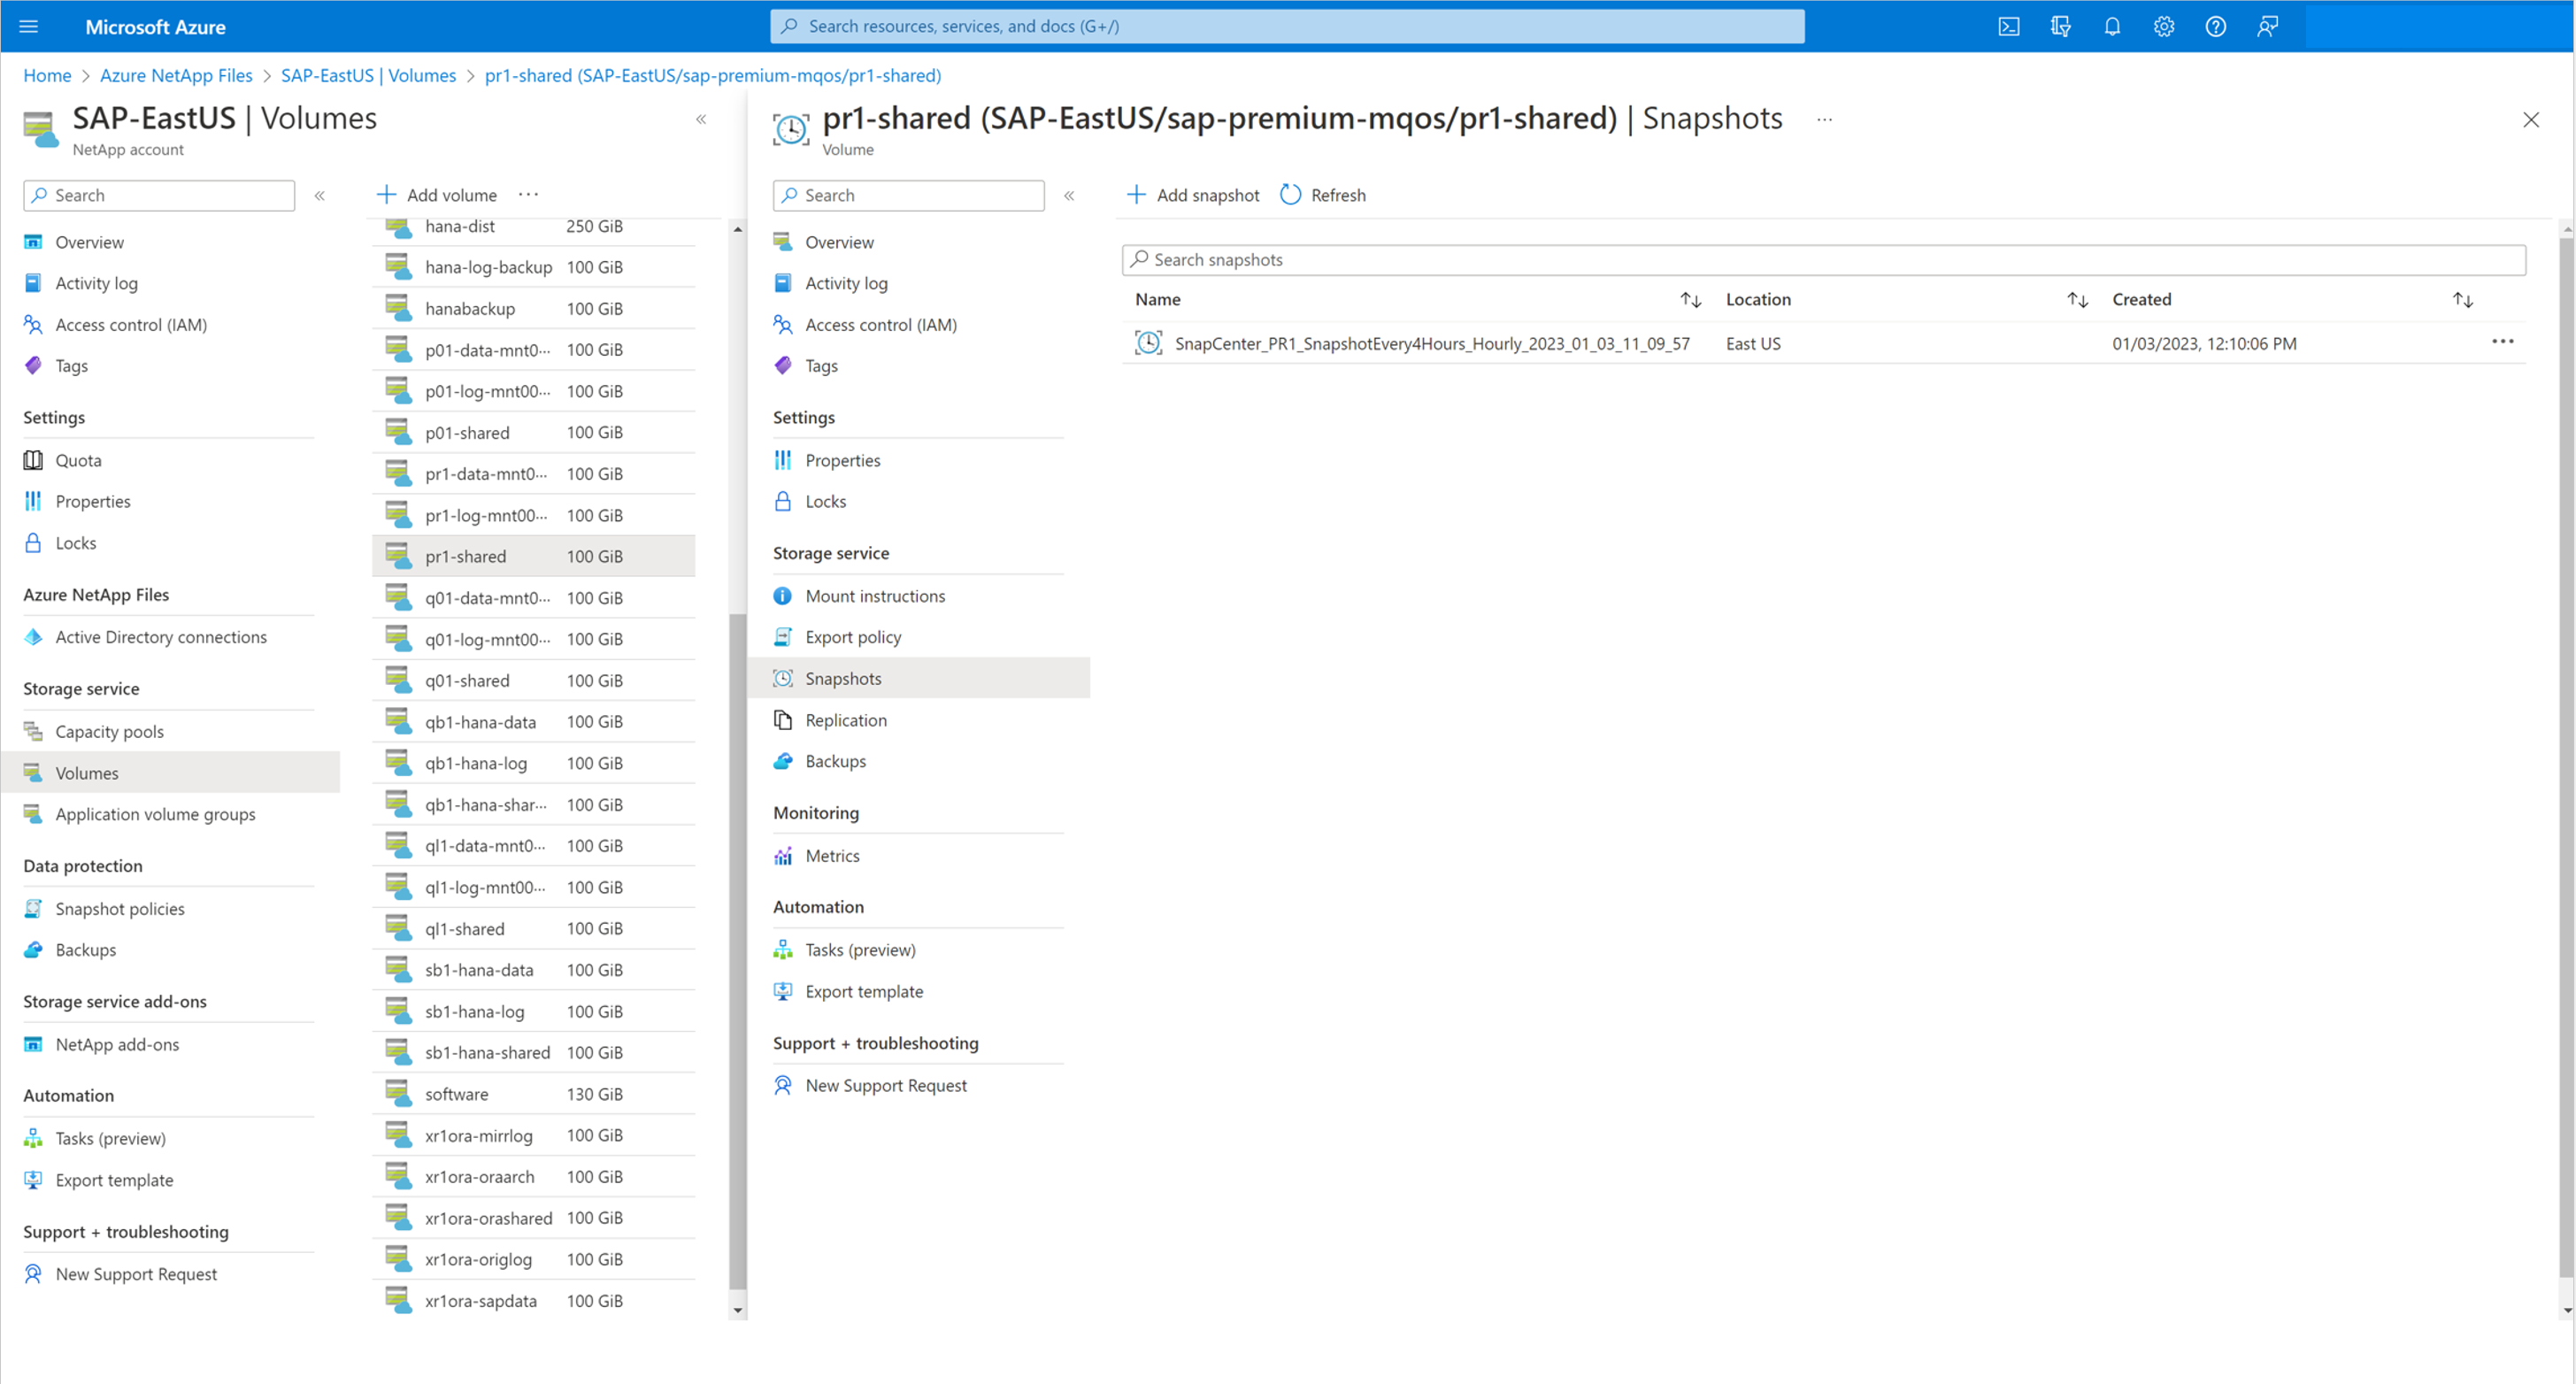 Microsoft Azure
Search resources, services, and docs (G+/)
Home > Azure NetApp Files > SAP-EastUS | Volumes > pr1-shared (SAP-EastUS/sap-premium-mqos/pr1-shared)
SAP-EastUS | Volumes
NetApp account
Search
Overview
Activity log
Access control (IAM)
Tags
Settings
Quota
Properties
Locks
Azure NetApp Files
Active Directory connections
Storage service
Capacity pools
Volumes
Application volume groups
Data protection
Snapshot policies
Backups
Storage service add-ons
NetApp add-ons
Automation
Tasks (preview)
Export template
Support + troubleshooting
New Support Request
Add volume ···
hana-dist 250 GiB
hana-log-backup 100 GiB
hanabackup 100 GiB
p01-data-mnt0··· 100 GiB
p01-log-mnt00··· 100 GiB
p01-shared 100 GiB
pr1-data-mnt0··· 100 GiB
pr1-log-mnt00··· 100 GiB
pr1-shared 100 GiB
q01-data-mnt0··· 100 GiB
q01-log-mnt00··· 100 GiB
q01-shared 100 GiB
qb1-hana-data 100 GiB
qb1-hana-log 100 GiB
qb1-hana-shar··· 100 GiB
ql1-data-mnt0··· 100 GiB
ql1-log-mnt00··· 100 GiB
ql1-shared 100 GiB
sb1-hana-data 100 GiB
sb1-hana-log 100 GiB
sb1-hana-shared 100 GiB
software 130 GiB
xr1ora-mirrlog 100 GiB
xr1ora-oraarch 100 GiB
xr1ora-orashared 100 GiB
xr1ora-origlog 100 GiB
xr1ora-sapdata 100 GiB
pr1-shared (SAP-EastUS/sap-premium-mqos/pr1-shared) | Snapshots ···
Volume
Search
Overview
Activity log
Access control (IAM)
Tags
Settings
Properties
Locks
Storage service
Mount instructions
Export policy
Snapshots
Replication
Backups
Monitoring
Metrics
Automation
Tasks (preview)
Export template
Support + troubleshooting
New Support Request
Add snapshot Refresh
Search snapshots
Name Location Created
SnapCenter_PR1_SnapshotEvery4Hours_Hourly_2023_01_03_11_09_57 East US 01/03/2023, 12:10:06 PM ···